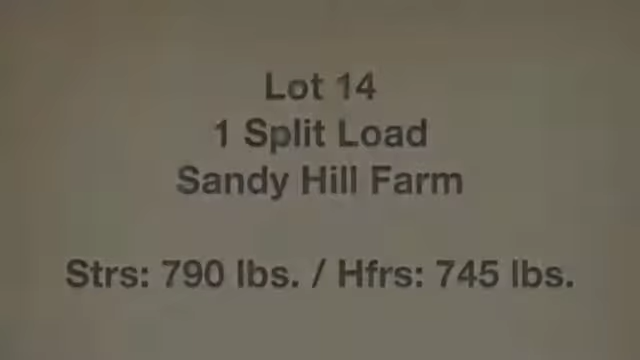 Lot 14
1 Split Load
Sandy Hill Farm
Strs: 790 lbs. / Hfrs: 745 lbs.